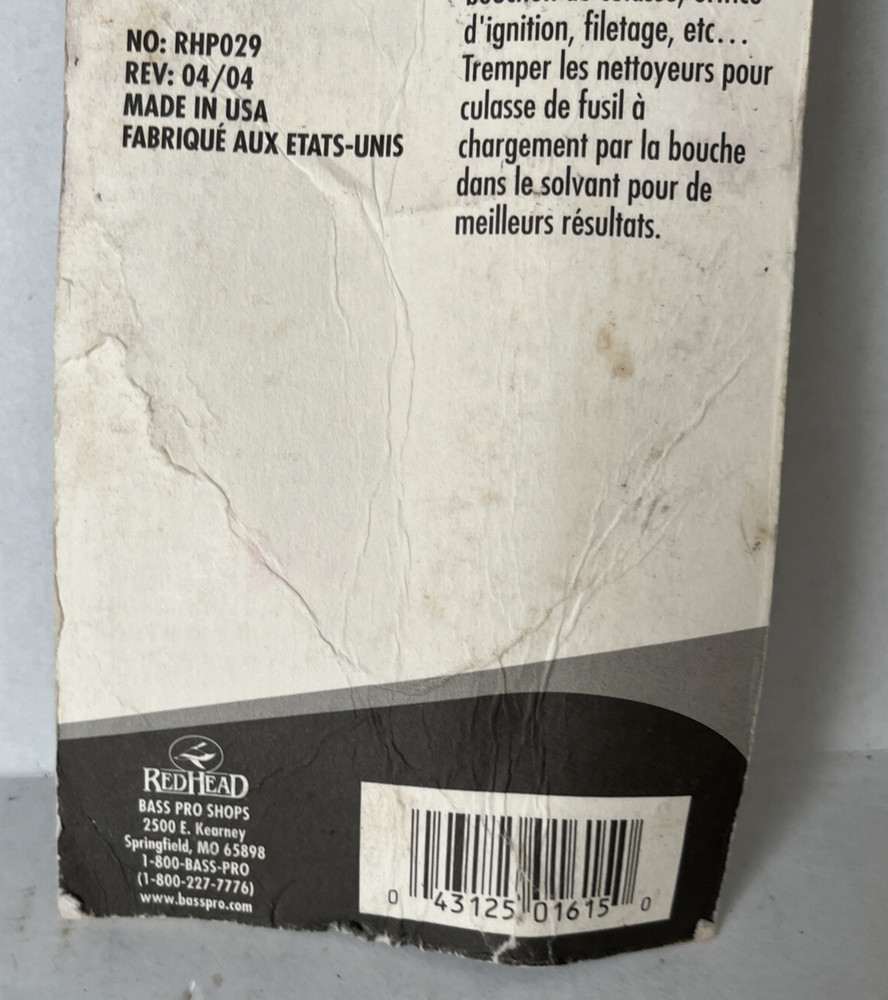 NO: RHP029
REV: 04/04
MADE IN USA
FABRIQUÉ AUX ETATS-UNIS
d'ignition, filetage, etc...
Tremper les nettoyeurs pour
culasse de fusil à
chargement par la bouche
dans le solvant pour de
meilleurs résultats.
REDHEAD
BASS PRO SHOPS
2500 E. Kearney
Springfield, MO 65898
1-800-BASS-PRO
(1-800-227-7776)
www.basspro.com
0 43125 01615 0